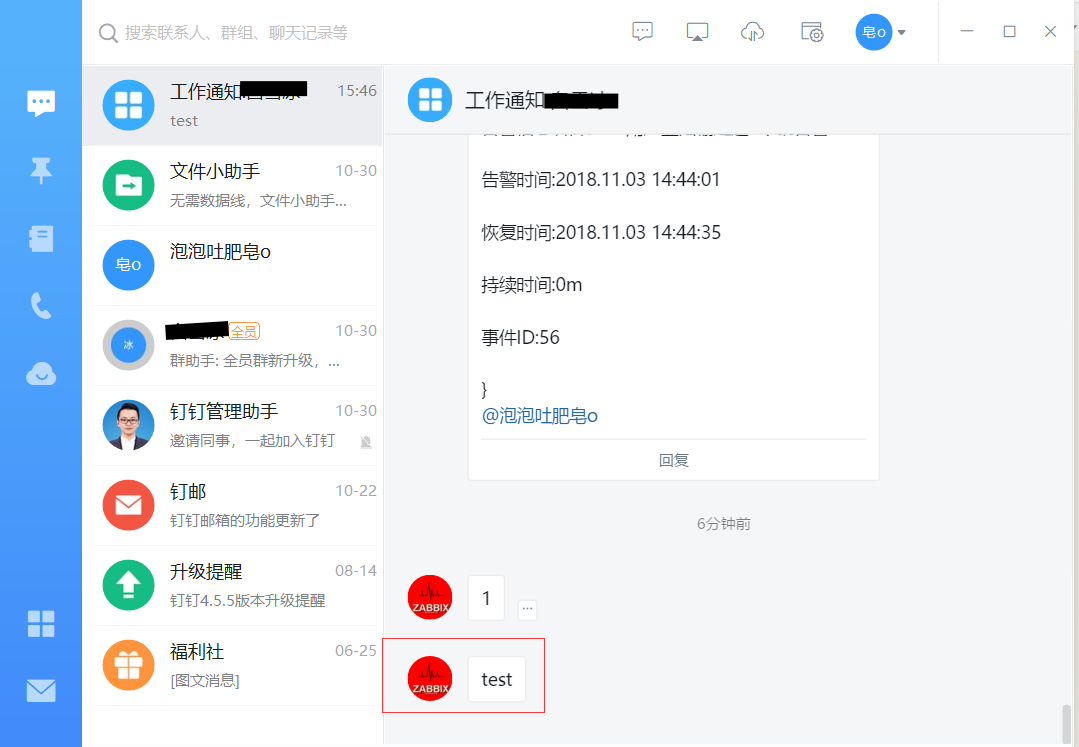 搜索联系人、群组、聊天记录等
皂o
工作通知
15:46
test
文件小助手
10-30
无需数据线，文件小助手...
皂o
泡泡吐肥皂o
冰
全员
10-30
群助手: 全员群新升级，...
钉钉管理助手
10-30
邀请同事，一起加入钉钉
钉邮
10-22
钉钉邮箱的功能更新了
升级提醒
08-14
钉钉4.5.5版本升级提醒
福利社
06-25
[图文消息]
工作通知
告警时间:2018.11.03 14:44:01
恢复时间:2018.11.03 14:44:35
持续时间:0m
事件ID:56
}
@泡泡吐肥皂o
回复
6分钟前
ZABBIX
1
...
ZABBIX
test